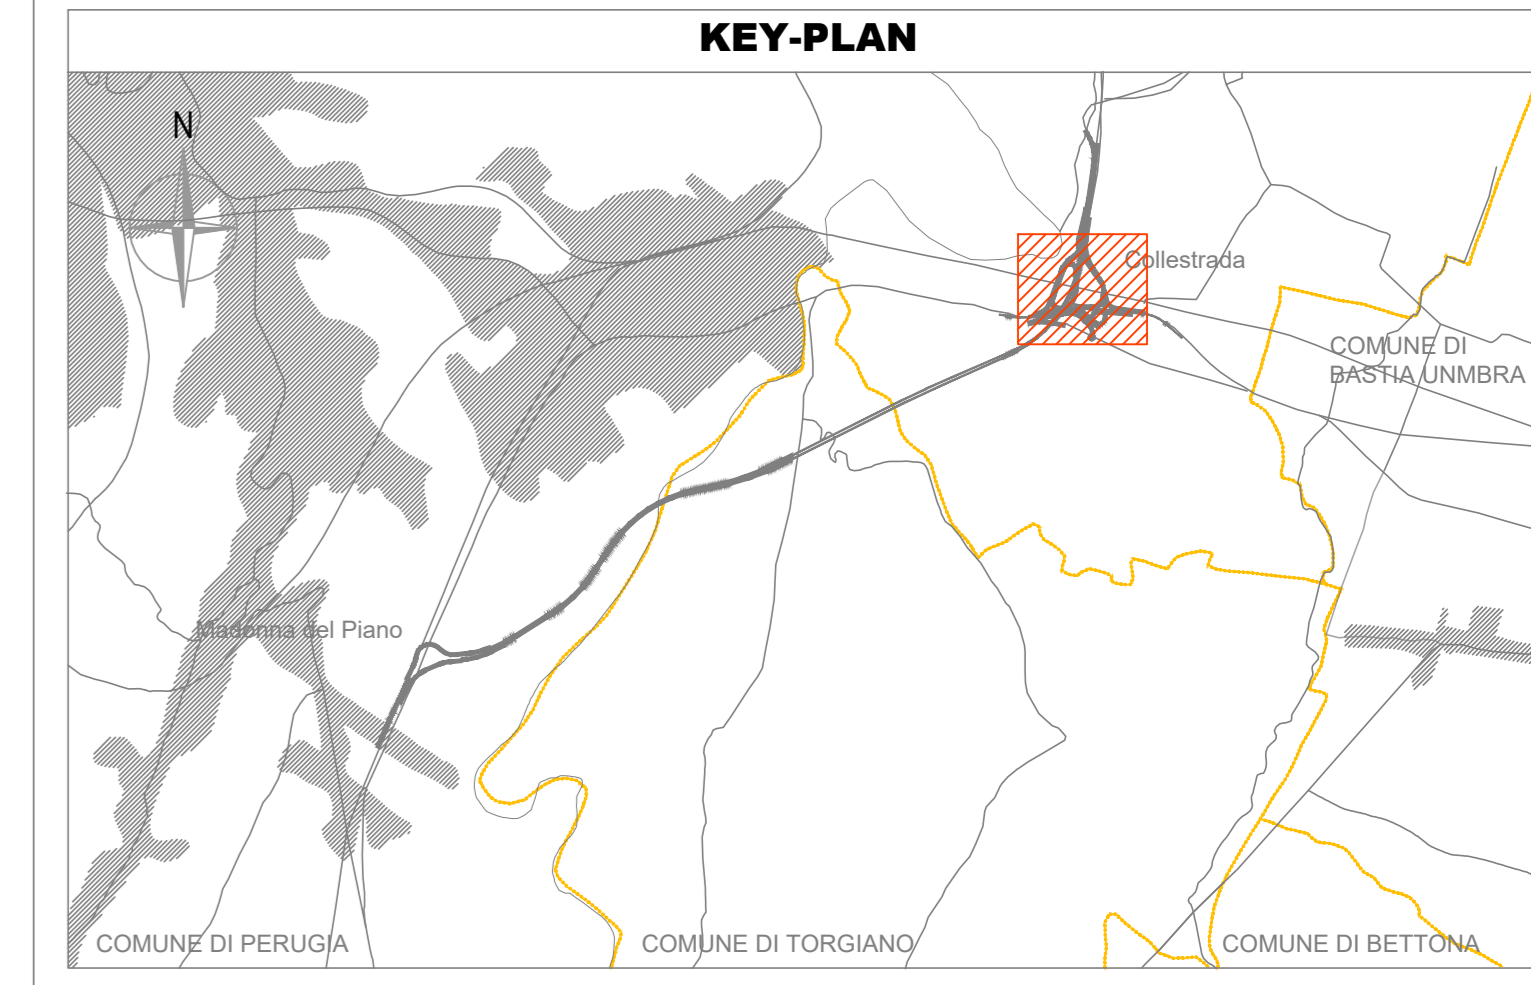 KEY-PLAN
N
Collestrada
COMUNE DI
BASTIA UNMBRA
Madonna del Piano
COMUNE DI PERUGIA
COMUNE DI TORGIANO
COMUNE DI BETTONA